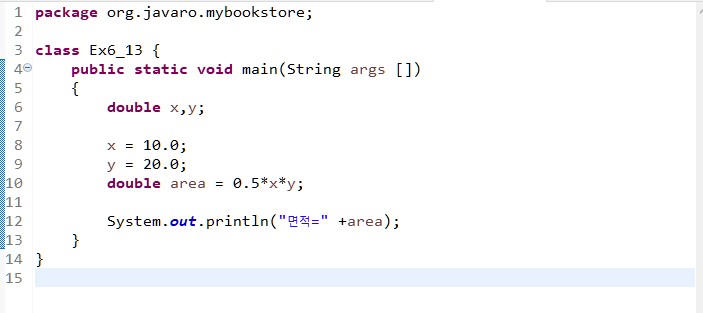 1 package org.javaro.mybookstore;
2
3 class Ex6_13 {
4 public static void main(String args [])
5 {
6 double x,y;
7
8 x = 10.0;
9 y = 20.0;
10 double area = 0.5*x*y;
11
12 System.out.println("면적=" +area);
13 }
14 }
15